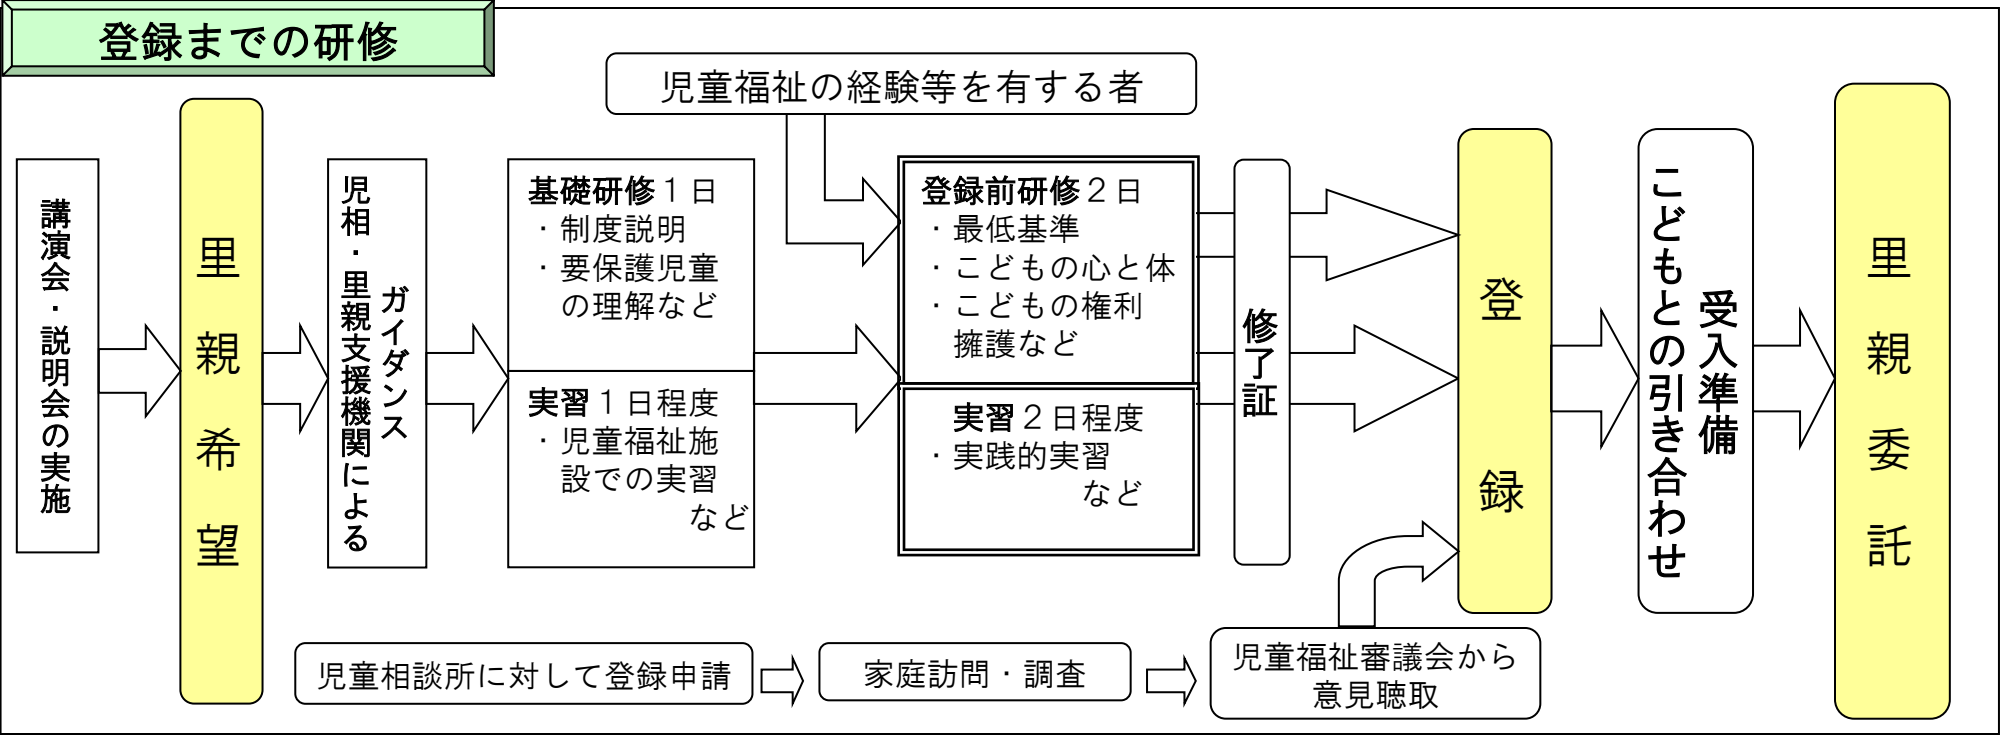 登録までの研修
児童福祉の経験等を有する者
講演会・説明会の実施
里親希望
児相・里親支援機関による
ガイダンス
基礎研修１日
・制度説明
・要保護児童
の理解など
実習１日程度
・児童福祉施
設での実習
など
登録前研修２日
・最低基準
・こどもの心と体
・こどもの権利
擁護など
実習２日程度
・実践的実習
など
修了証
登録
受入準備
こどもとの引き合わせ
里親委託
児童相談所に対して登録申請
家庭訪問・調査
児童福祉審議会から
意見聴取